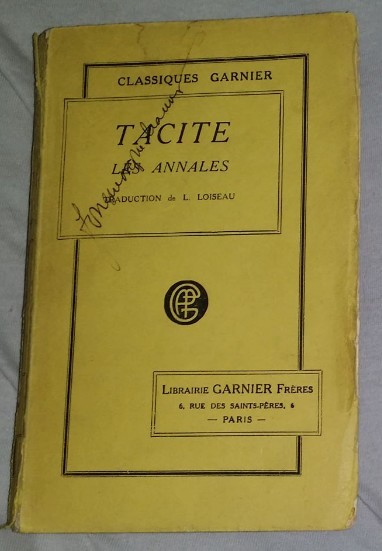 CLASSIQUES GARNIER
TACITE
LES ANNALES
TRADUCTION de L. LOISEAU
LIBRAIRIE GARNIER FRÈRES
6, RUE DES SAINTS-PÈRES, 6
— PARIS —